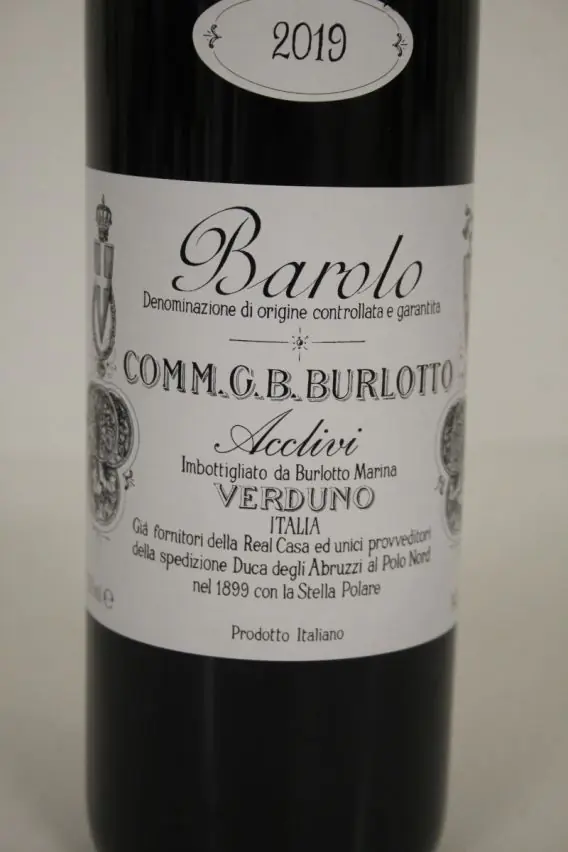 2019
Barolo
Denominazione di origine controllata e garantita
COMM. G. B. BURLOTTO
Acclivi
Imbottigliato da Burlotto Marina
VERDUNO
ITALIA
Già fornitori della Real Casa ed unici provveditori
della spedizione Duca degli Abruzzi al Polo Nord
nel 1899 con la Stella Polare
℮
Prodotto Italiano